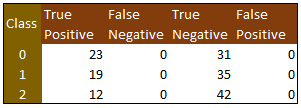 Class True Positive False Negative True Negative False Positive
0 23 0 31 0
1 19 0 35 0
2 12 0 42 0